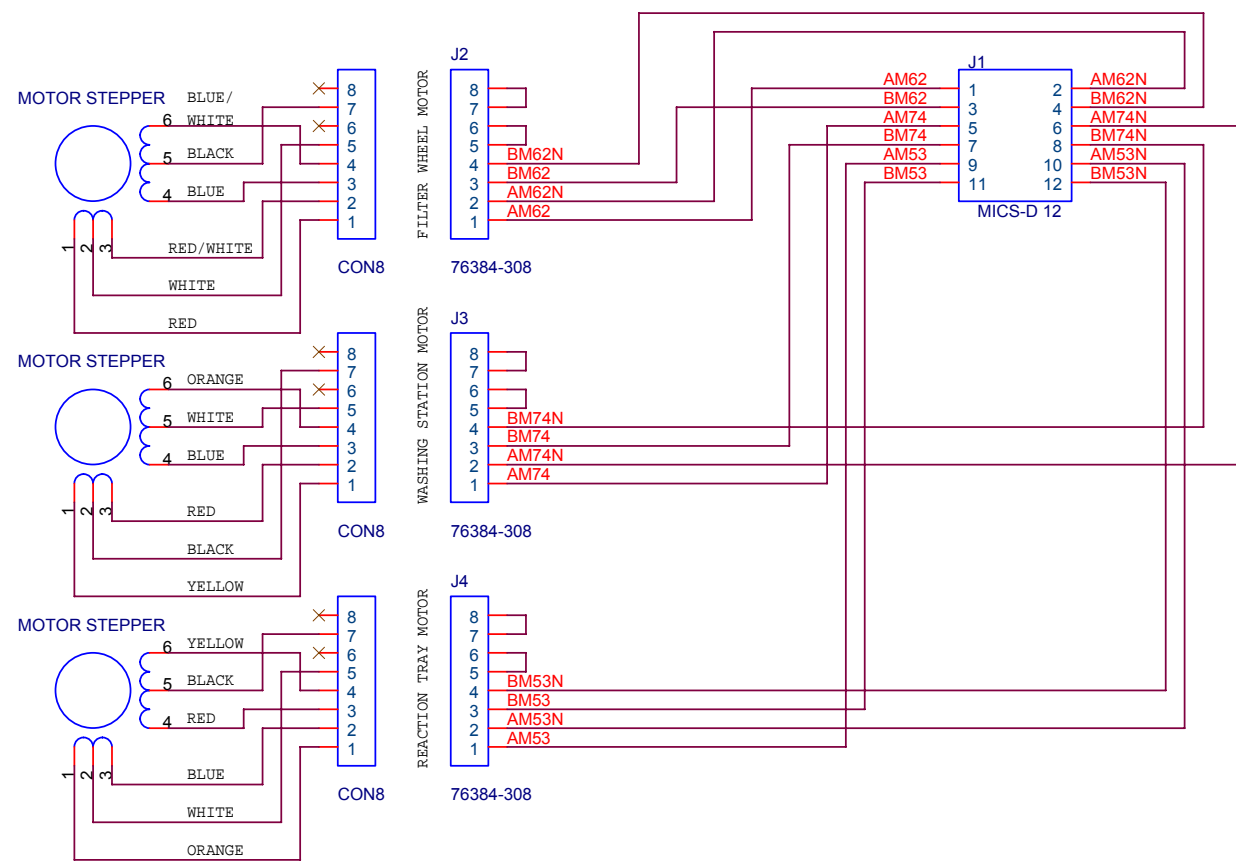 MOTOR STEPPER
BLUE/
WHITE
BLACK
BLUE
6
5
4
1
2
3
RED/WHITE
WHITE
RED
8
7
6
5
4
3
2
1
CON8
FILTER WHEEL MOTOR
J2
8
7
6
5
4
3
2
1
BM62N
BM62
AM62N
AM62
76384-308
J1
AM62
BM62
AM74
BM74
AM53
BM53
1
3
5
7
9
11
2
4
6
8
10
12
AM62N
BM62N
AM74N
BM74N
AM53N
BM53N
MICS-D 12
MOTOR STEPPER
6
5
4
ORANGE
WHITE
BLUE
1
2
3
RED
BLACK
YELLOW
8
7
6
5
4
3
2
1
CON8
WASHING STATION MOTOR
J3
8
7
6
5
4
3
2
1
BM74N
BM74
AM74N
AM74
76384-308
MOTOR STEPPER
6
5
4
YELLOW
BLACK
RED
1
2
3
BLUE
WHITE
ORANGE
8
7
6
5
4
3
2
1
CON8
REACTION TRAY MOTOR
J4
8
7
6
5
4
3
2
1
BM53N
BM53
AM53N
AM53
76384-308